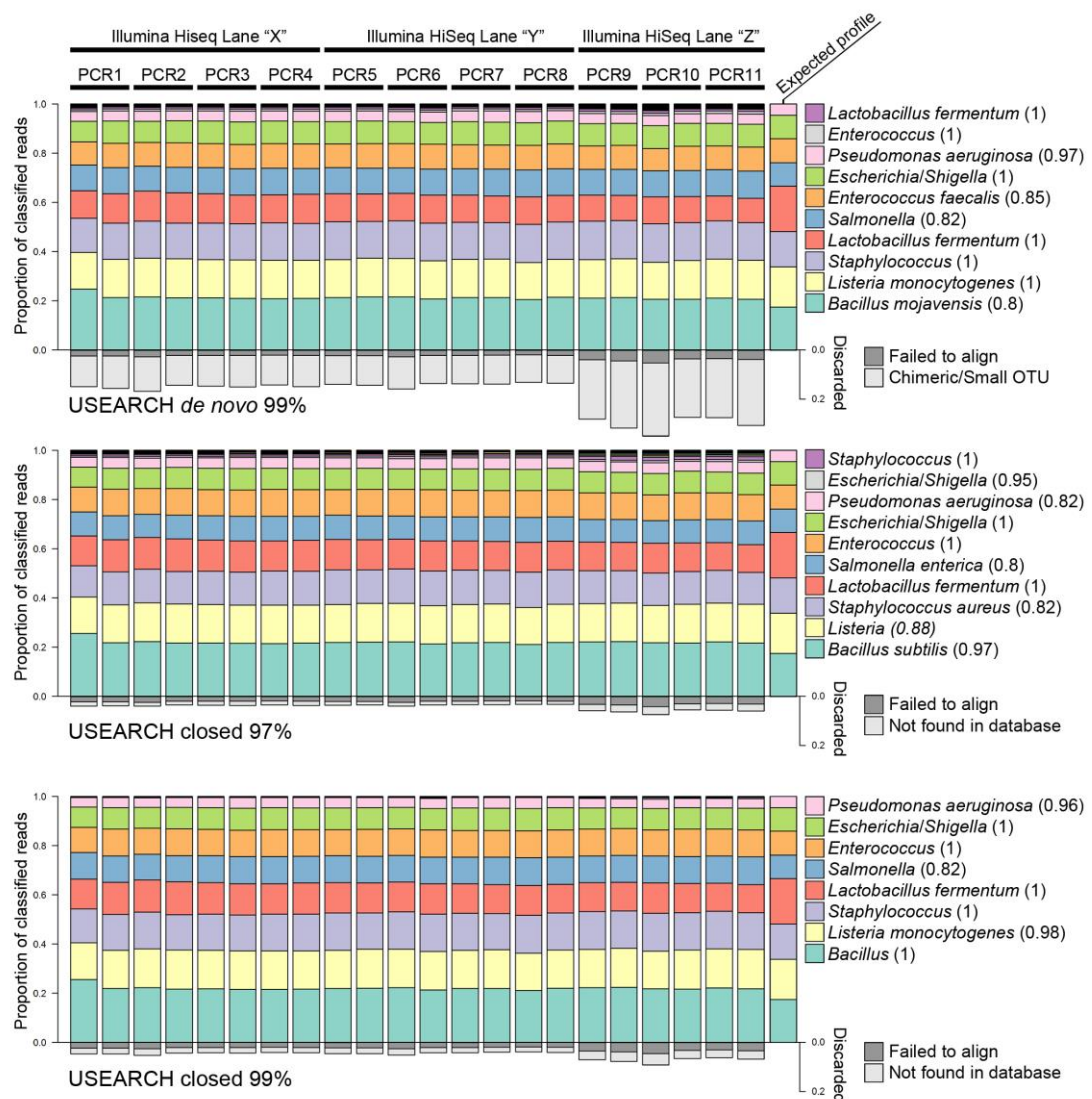 Illumina Hiseq Lane “X” Illumina HiSeq Lane “Y” Illumina HiSeq Lane “Z”
Expected profile
PCR1 PCR2 PCR3 PCR4 PCR5 PCR6 PCR7 PCR8 PCR9 PCR10 PCR11
Proportion of classified reads
1.0
0.8
0.6
0.4
0.2
0.0
Lactobacillus fermentum (1)
Enterococcus (1)
Pseudomonas aeruginosa (0.97)
Escherichia/Shigella (1)
Enterococcus faecalis (0.85)
Salmonella (0.82)
Lactobacillus fermentum (1)
Staphylococcus (1)
Listeria monocytogenes (1)
Bacillus mojavensis (0.8)
0.0
0.2
Discarded
Failed to align
Chimeric/Small OTU
USEARCH de novo 99%
Proportion of classified reads
1.0
0.8
0.6
0.4
0.2
0.0
Staphylococcus (1)
Escherichia/Shigella (0.95)
Pseudomonas aeruginosa (0.82)
Escherichia/Shigella (1)
Enterococcus (1)
Salmonella enterica (0.8)
Lactobacillus fermentum (1)
Staphylococcus aureus (0.82)
Listeria (0.88)
Bacillus subtilis (0.97)
0.0
0.2
Discarded
Failed to align
Not found in database
USEARCH closed 97%
Proportion of classified reads
1.0
0.8
0.6
0.4
0.2
0.0
Pseudomonas aeruginosa (0.96)
Escherichia/Shigella (1)
Enterococcus (1)
Salmonella (0.82)
Lactobacillus fermentum (1)
Staphylococcus (1)
Listeria monocytogenes (0.98)
Bacillus (1)
0.0
0.2
Discarded
Failed to align
Not found in database
USEARCH closed 99%